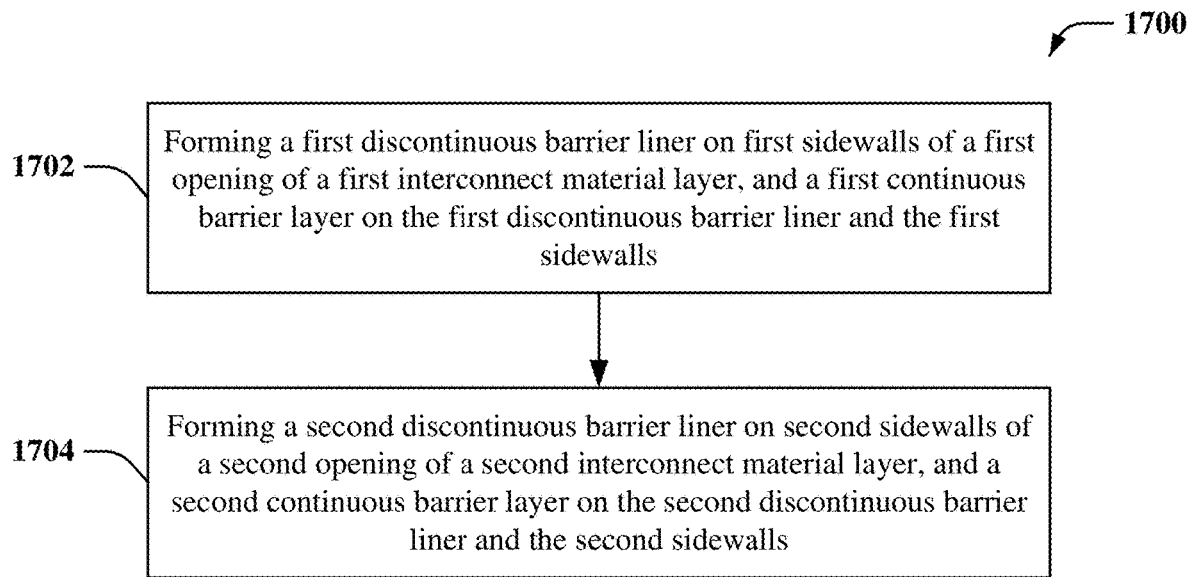 1700
1702
Forming a first discontinuous barrier liner on first sidewalls of a first
opening of a first interconnect material layer, and a first continuous
barrier layer on the first discontinuous barrier liner and the first
sidewalls
1704
Forming a second discontinuous barrier liner on second sidewalls of
a second opening of a second interconnect material layer, and a
second continuous barrier layer on the second discontinuous barrier
liner and the second sidewalls